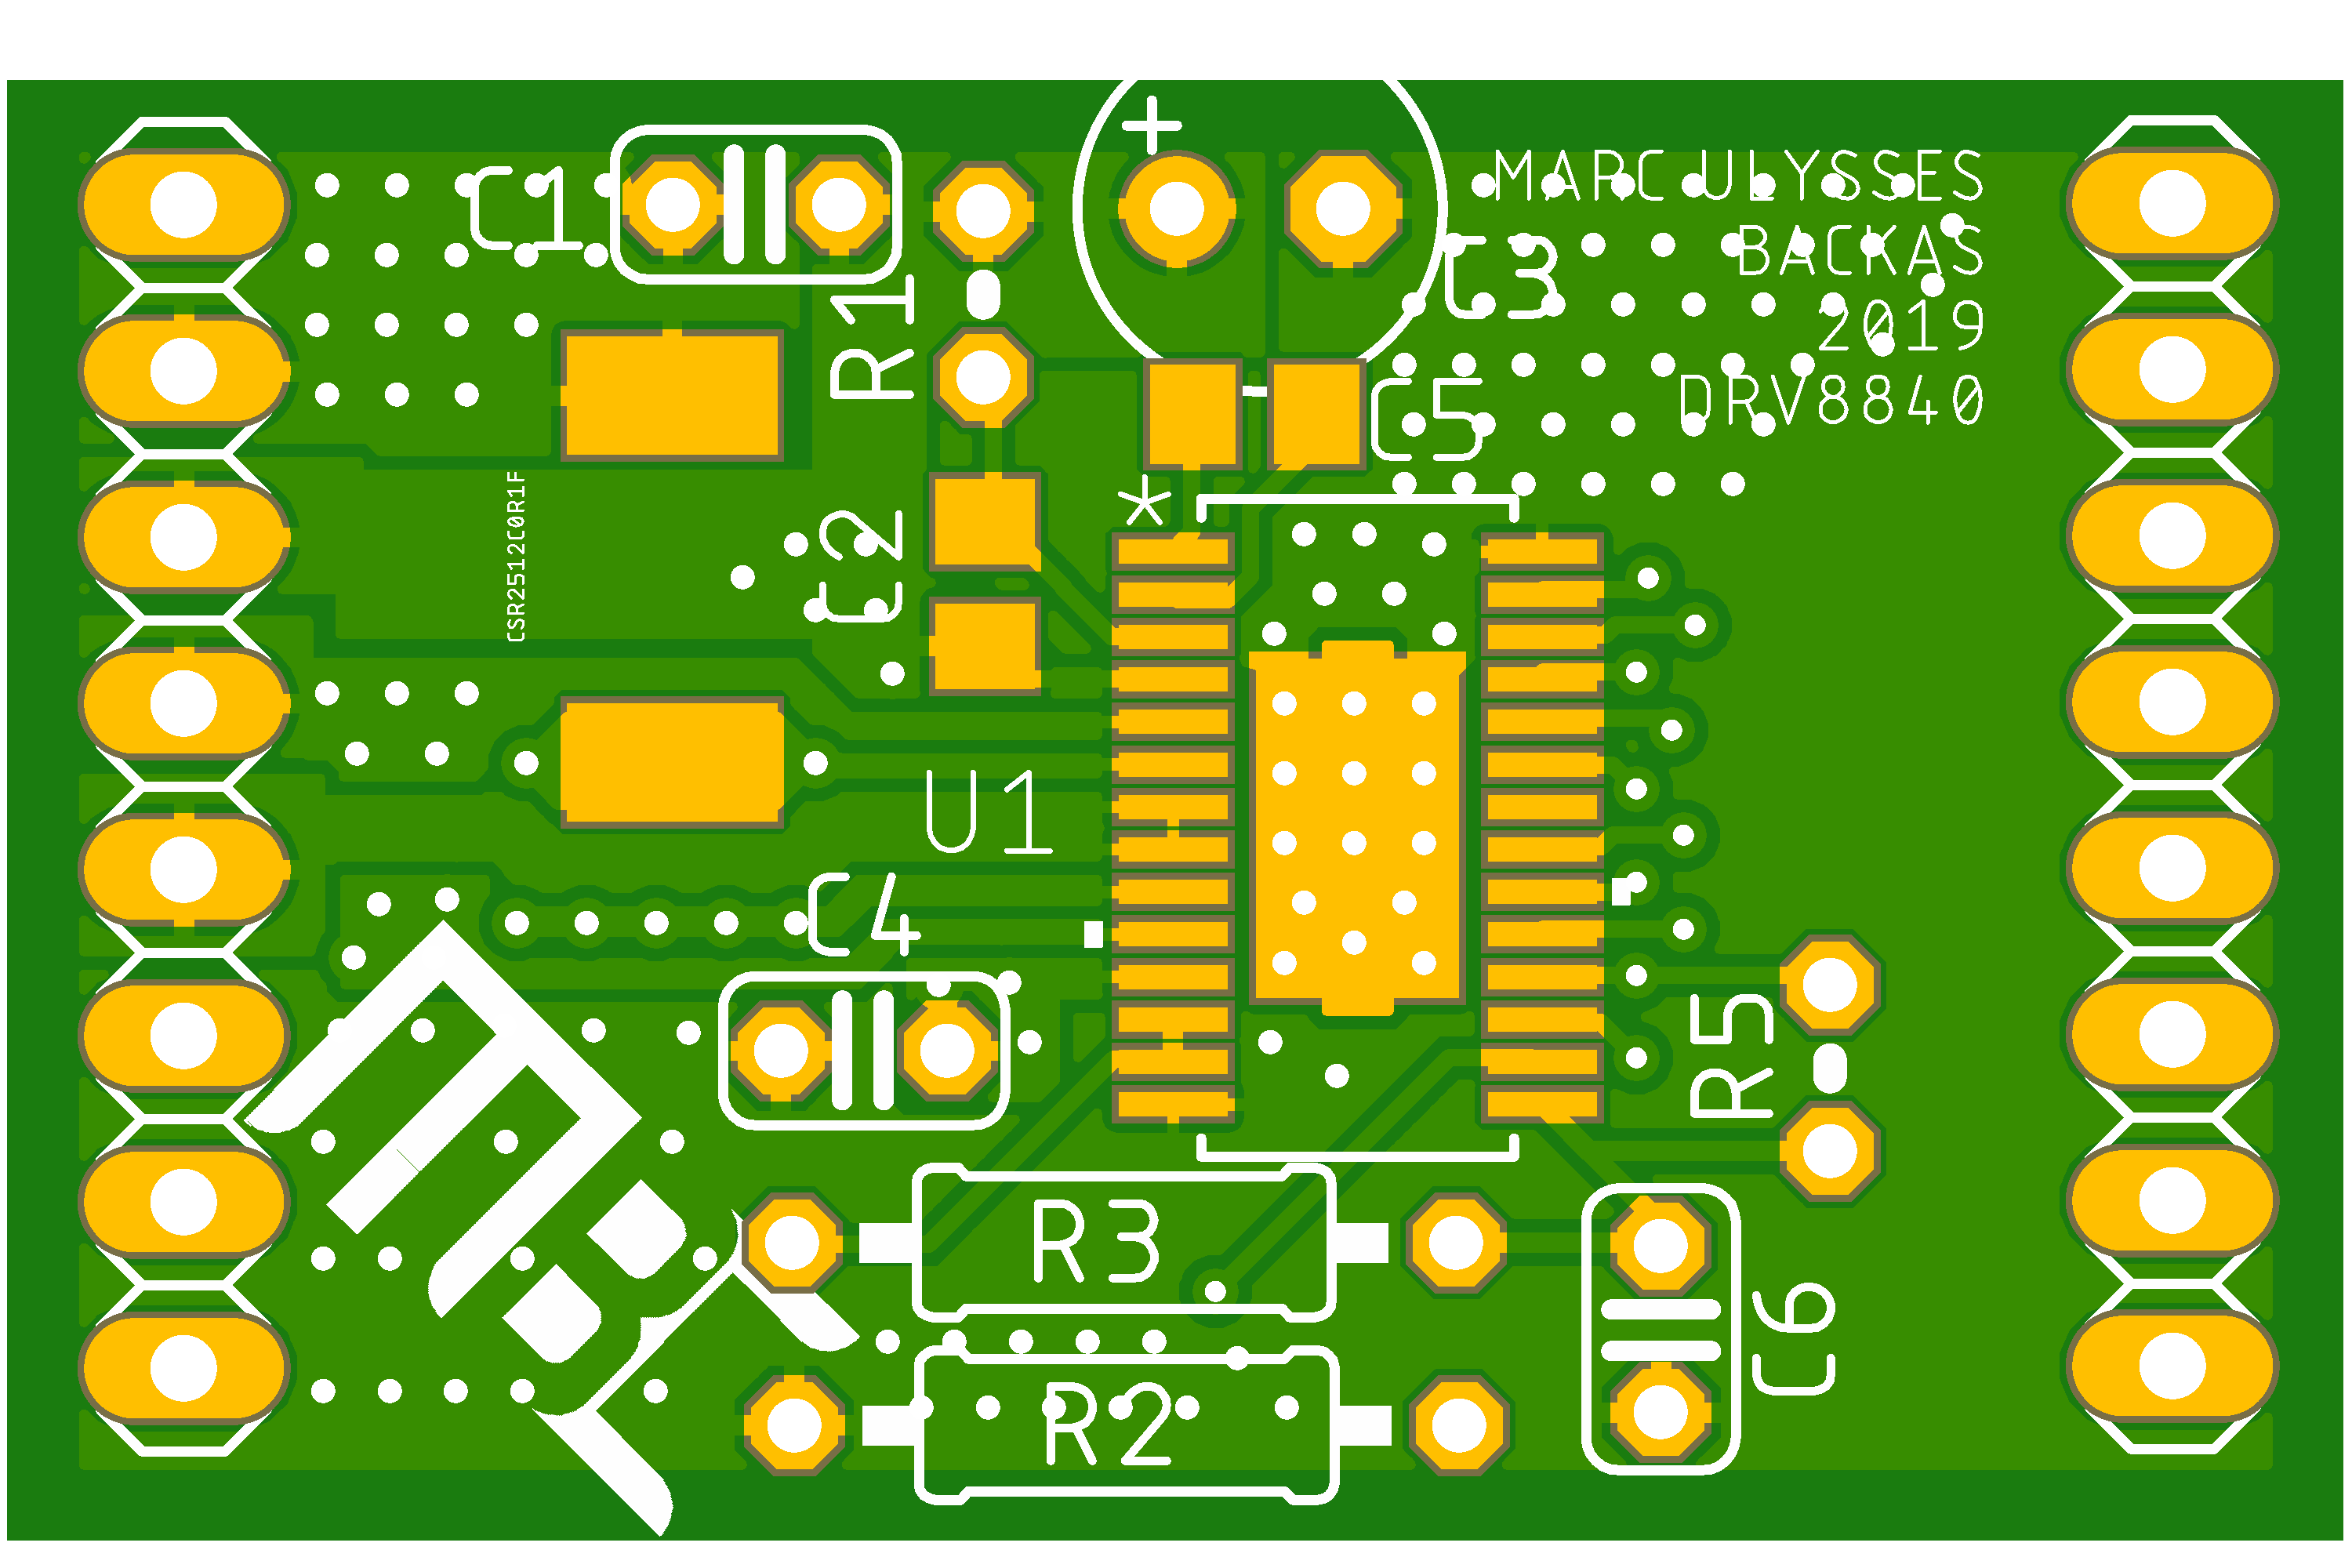 C1
+
MARC ULYSSES
BACKAS
2019
DRV8840
C3
R1
C5
*
CSR2512C0R1F
C2
U1
C4
R5
R3
C6
R2